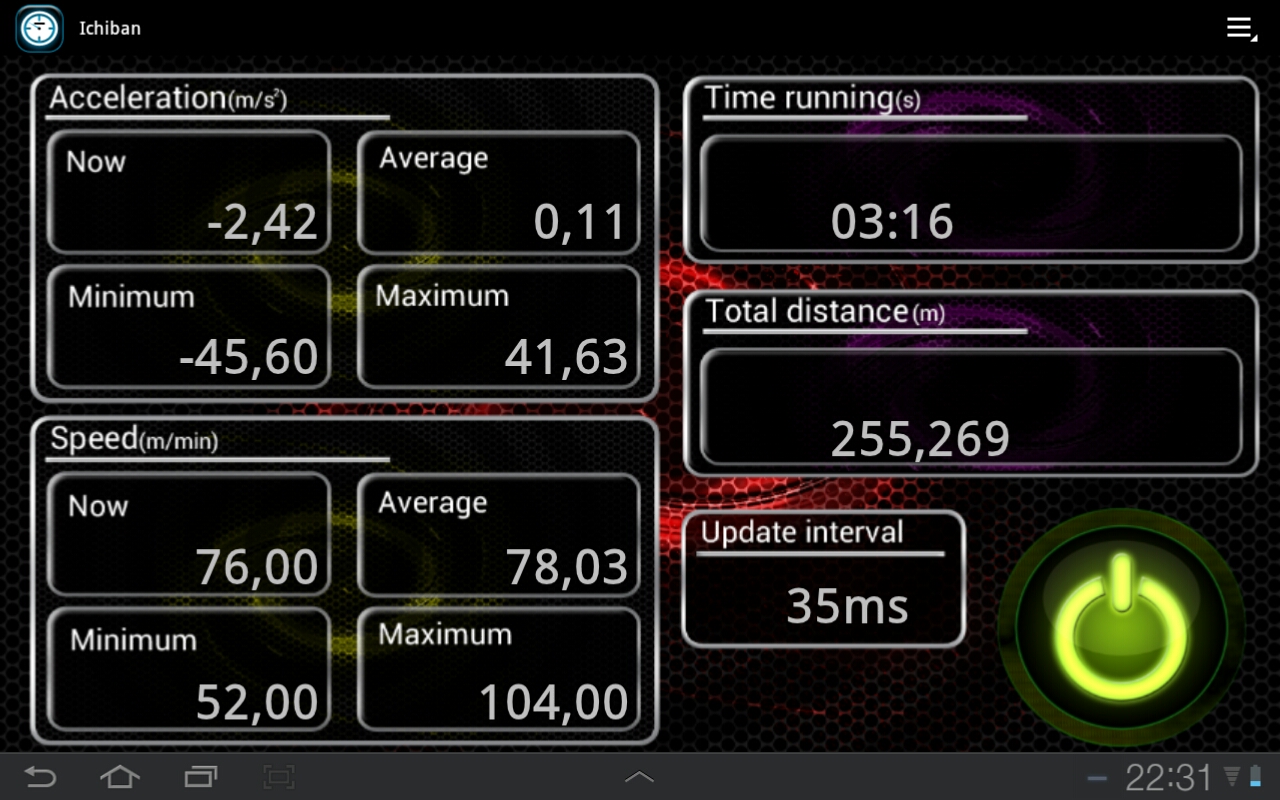 Ichiban
Acceleration(m/s²)
Now
-2,42
Average
0,11
Minimum
-45,60
Maximum
41,63
Speed(m/min)
Now
76,00
Average
78,03
Minimum
52,00
Maximum
104,00
Time running(s)
03:16
Total distance(m)
255,269
Update interval
35ms
22:31